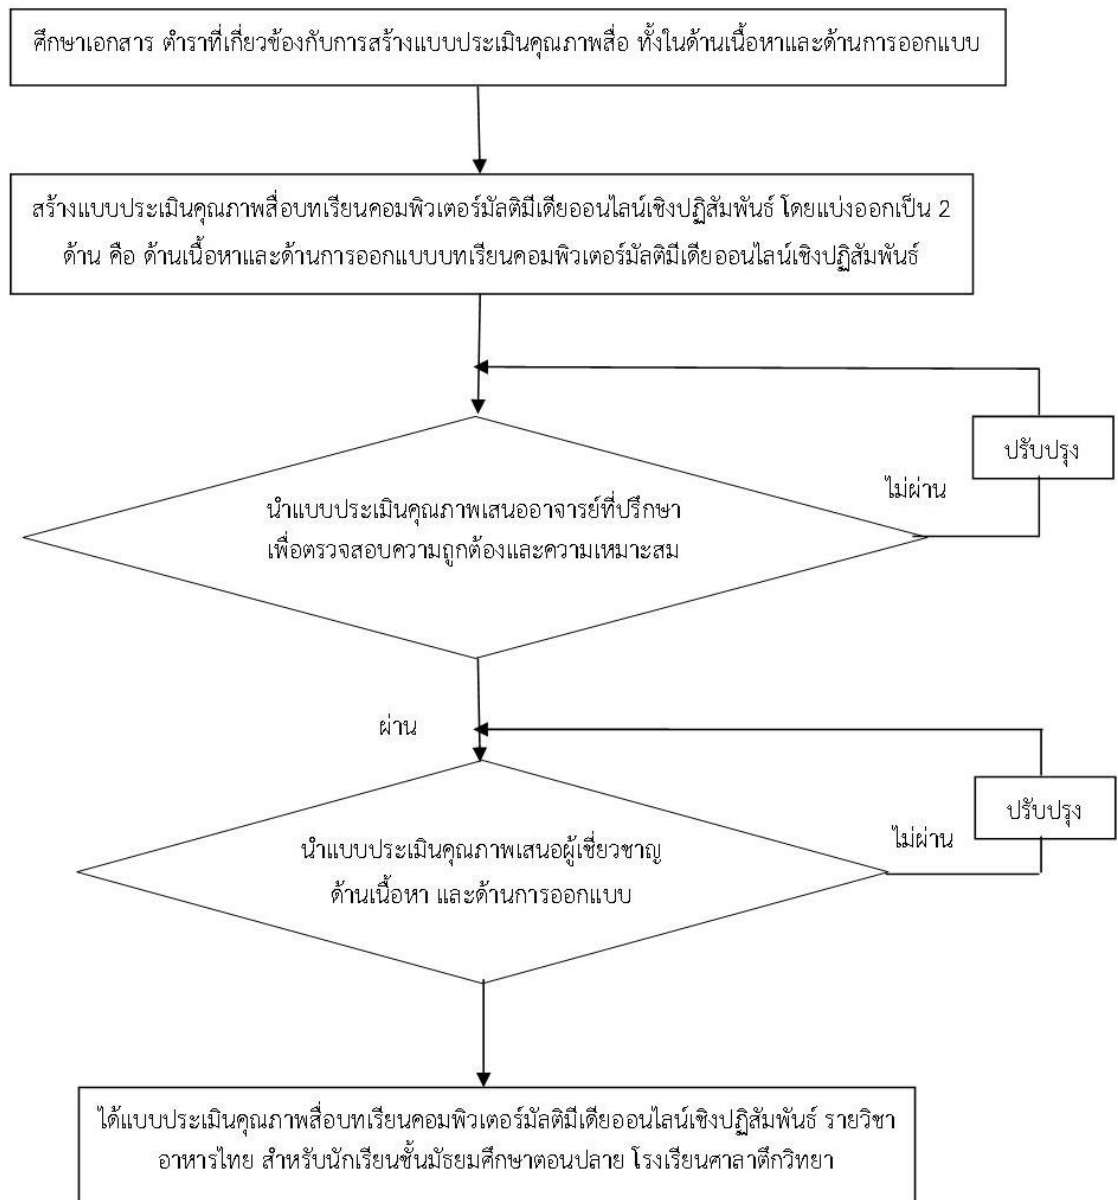 ศึกษาเอกสาร ตำราที่เกี่ยวข้องกับการสร้างแบบประเมินคุณภาพสื่อ ทั้งในด้านเนื้อหาและด้านการออกแบบ
สร้างแบบประเมินคุณภาพสื่อบทเรียนคอมพิวเตอร์มัลติมีเดียออนไลน์เชิงปฏิสัมพันธ์ โดยแบ่งออกเป็น 2
ด้าน คือ ด้านเนื้อหาและด้านการออกแบบบทเรียนคอมพิวเตอร์มัลติมีเดียออนไลน์เชิงปฏิสัมพันธ์
ปรับปรุง
ไม่ผ่าน
นำแบบประเมินคุณภาพเสนออาจารย์ที่ปรึกษา
เพื่อตรวจสอบความถูกต้องและความเหมาะสม
ผ่าน
ปรับปรุง
ไม่ผ่าน
นำแบบประเมินคุณภาพเสนอผู้เชี่ยวชาญ
ด้านเนื้อหา และด้านการออกแบบ
ได้แบบประเมินคุณภาพสื่อบทเรียนคอมพิวเตอร์มัลติมีเดียออนไลน์เชิงปฏิสัมพันธ์ รายวิชา
อาหารไทย สำหรับนักเรียนชั้นมัธยมศึกษาตอนปลาย โรงเรียนศาลาตึกวิทยา